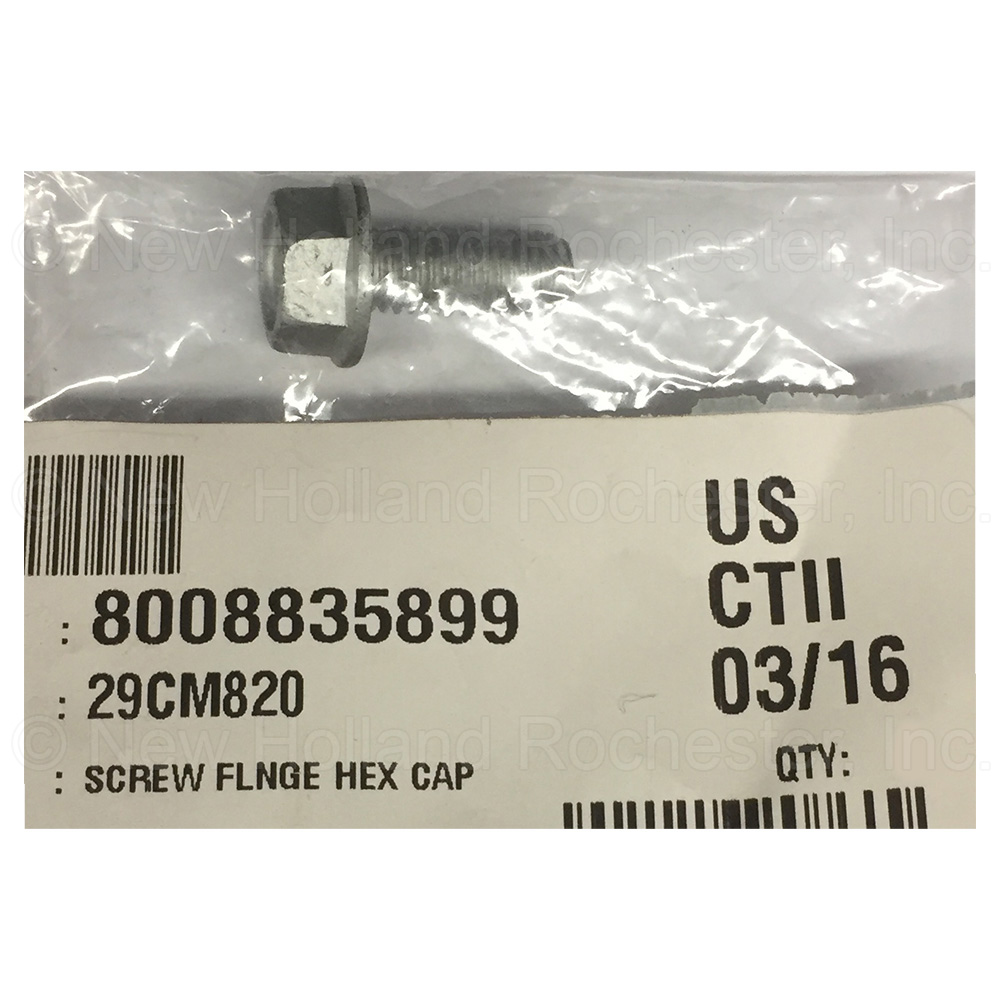 © New Holland Rochester, Inc.
© New Holland Rochester, Inc.
US
CTII
: 8008835899
03/16
: 29CM820
© New Holland Rochester, Inc.
: SCREW FLNGE HEX CAP
QTY: